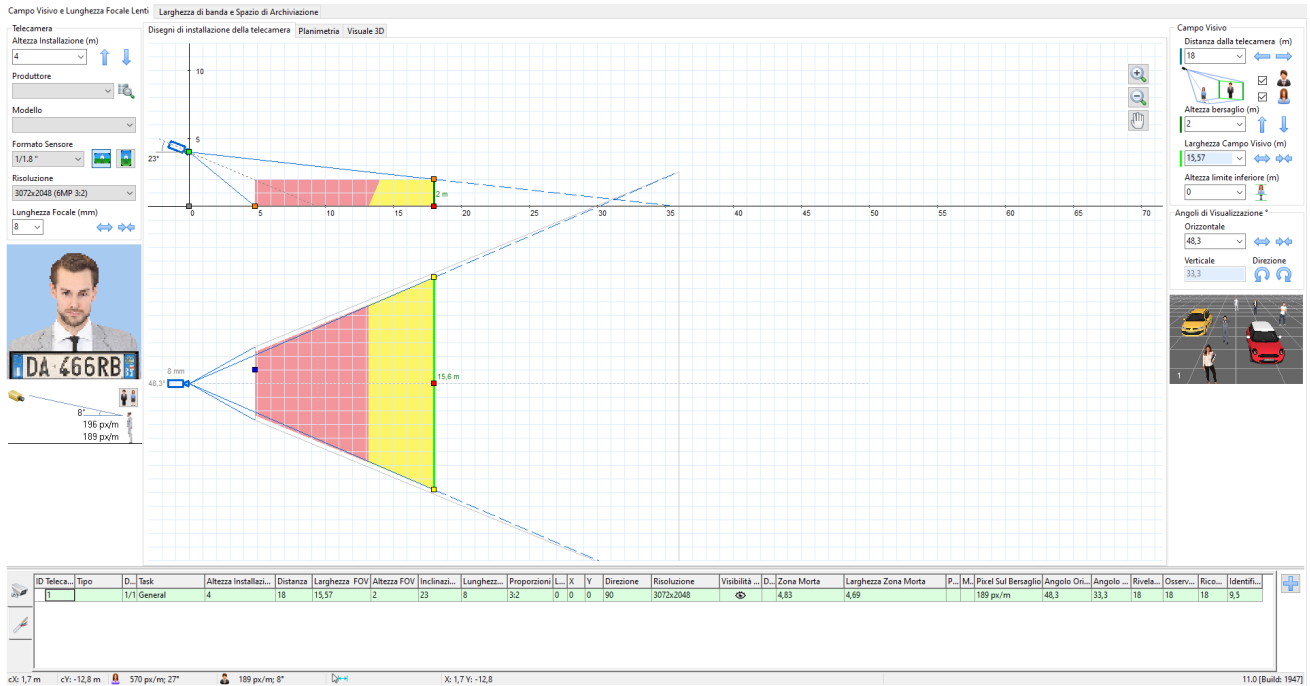 Campo Visivo e Lunghezza Focale Lenti
Larghezza di banda e Spazio di Archiviazione
Telecamera
Altezza Installazione (m)
4
Produttore
Modello
Formato Sensore
1/1.8 "
Risoluzione
3072x2048 (6MP 3:2)
Lunghezza Focale (mm)
8
DA 466RB
8°
196 px/m
189 px/m
Disegni di installazione della telecamera
Planimetria
Visuale 3D
10
5
23°
2 m
0 5 10 15 20 25 30 35 40 45 50 55 60 65 70
8 mm
48,3°
15,6 m
Campo Visivo
Distanza dalla telecamera (m)
18
Altezza bersaglio (m)
2
Larghezza Campo Visivo (m)
15,57
Altezza limite inferiore (m)
0
Angoli di Visualizzazione °
Orizzontale
48,3
Verticale Direzione
33,3
1
ID Teleca... Tipo D... Task Altezza Installazi... Distanza Larghezza FOV Altezza FOV Inclinazi... Lunghezz... Proporzioni L... X Y Direzione Risoluzione Visibilità ... D... Zona Morta Larghezza Zona Morta P... M.. Pixel Sul Bersaglio Angolo Ori... Angolo ... Rivela... Osserv... Rico... Identifi...
1 1/1 General 4 18 15,57 2 23 8 3:2 0 0 0 90 3072x2048 4,83 4,69 189 px/m 48,3 33,3 18 18 18 9,5
cX: 1,7 m cY: -12,8 m 570 px/m; 27° 189 px/m; 8° X: 1,7 Y: -12,8 11.0 [Build: 1947]